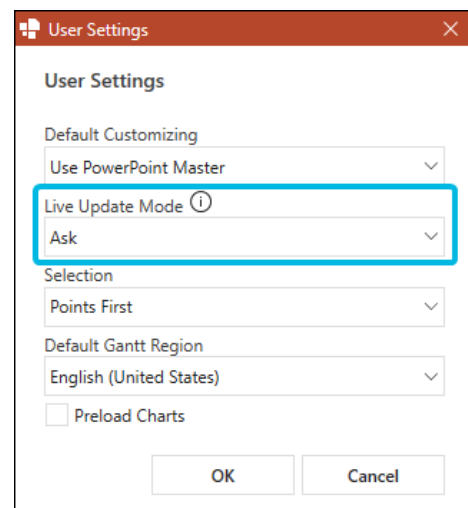 User Settings
User Settings
Default Customizing
Use PowerPoint Master
Live Update Mode
Ask
Selection
Points First
Default Gantt Region
English (United States)
Preload Charts
OK Cancel